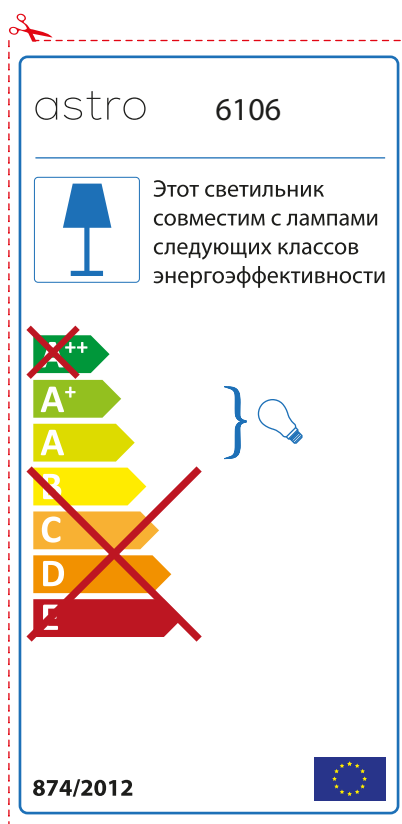 astro 6106
Этот светильник
совместим с лампами
следующих классов
энергоэффективности
A++
A+
A
B
C
D
E
874/2012